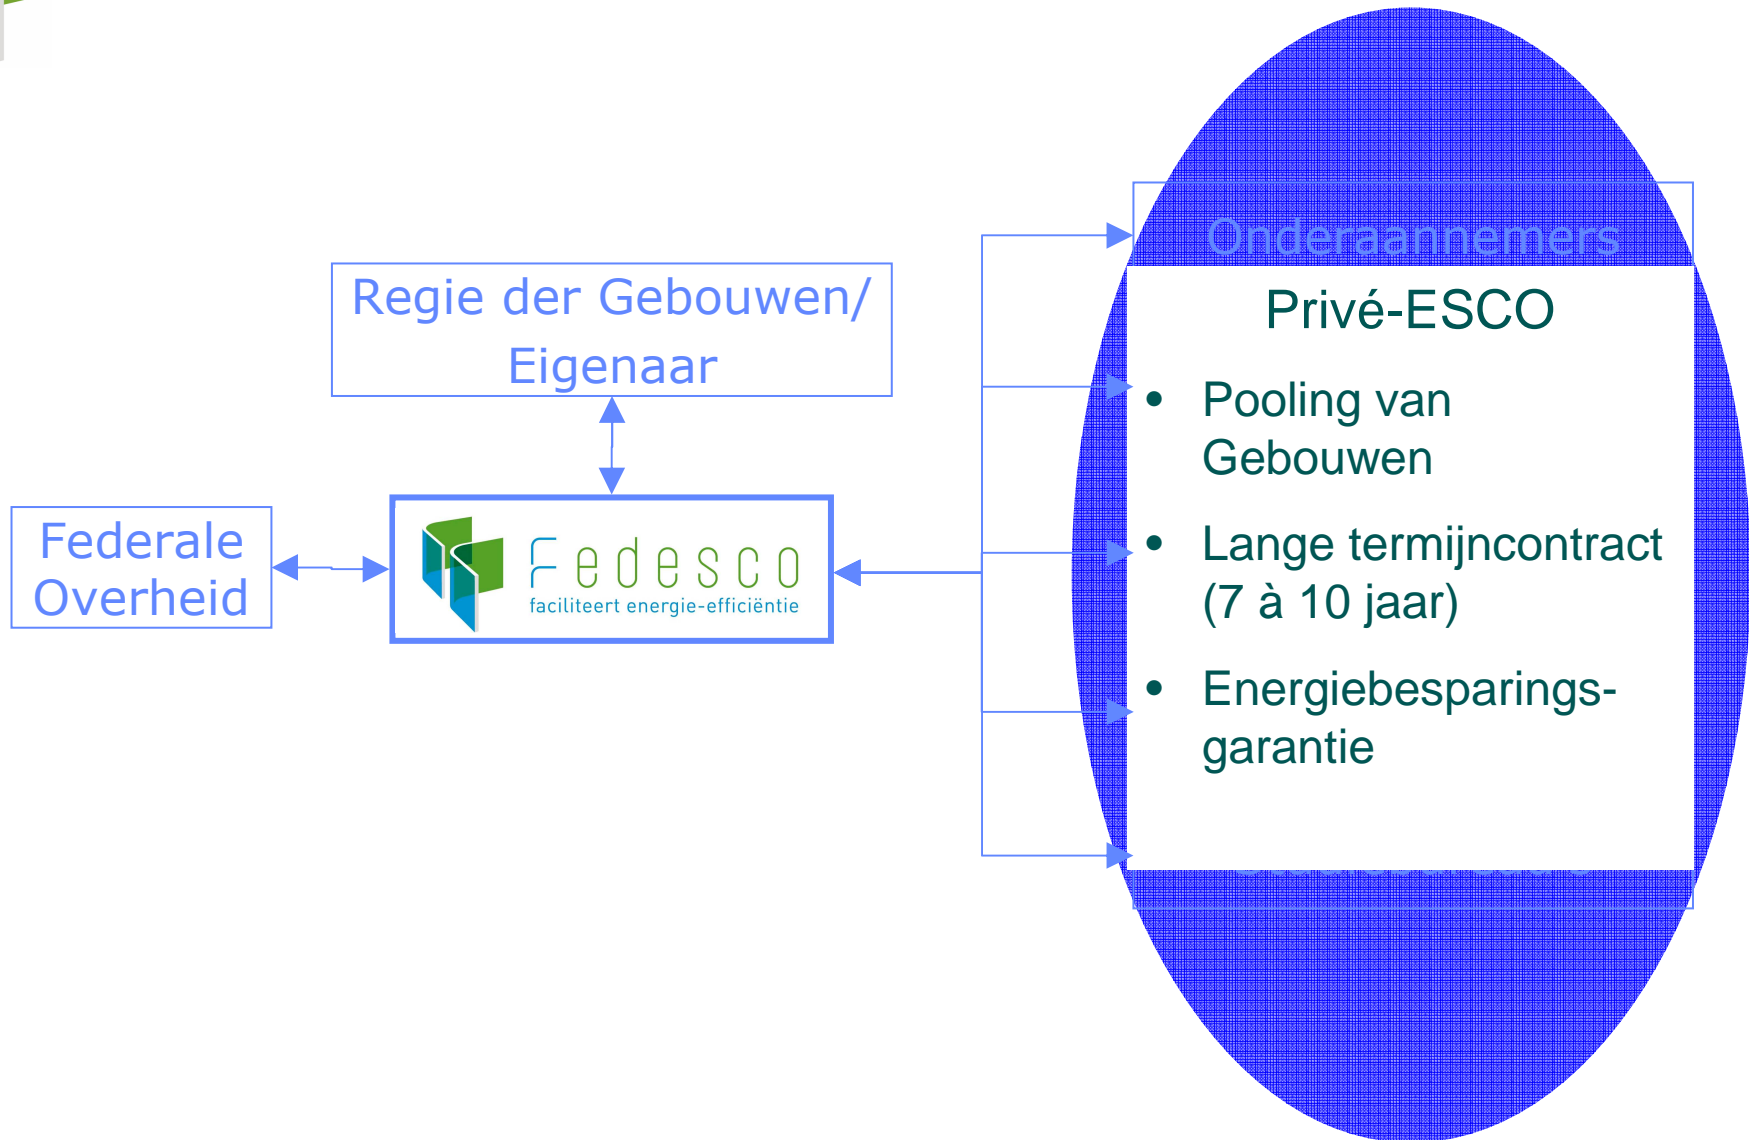 Onderaannemers
Regie der Gebouwen/
Eigenaar
Federale
Overheid
Fedesco
faciliteert energie-efficiëntie
Privé-ESCO
• Pooling van
Gebouwen
• Lange termijncontract
(7 à 10 jaar)
• Energiebesparings-
garantie